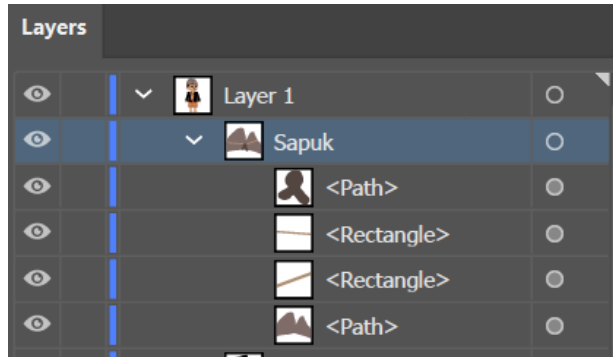 Layers
Layer 1
Sapuk
<Path>
<Rectangle>
<Rectangle>
<Path>